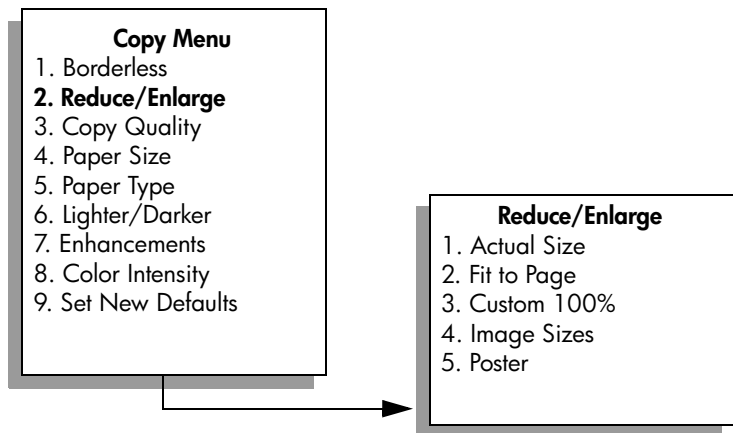 Copy Menu
1. Borderless
2. Reduce/Enlarge
3. Copy Quality
4. Paper Size
5. Paper Type
6. Lighter/Darker
7. Enhancements
8. Color Intensity
9. Set New Defaults
Reduce/Enlarge
1. Actual Size
2. Fit to Page
3. Custom 100%
4. Image Sizes
5. Poster